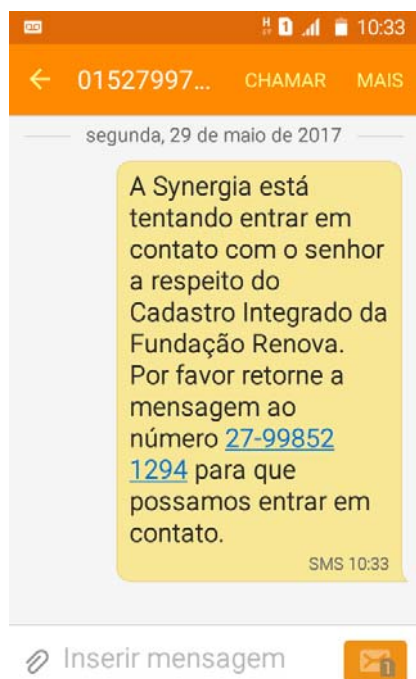 1 10:33
01527997... CHAMAR MAIS
segunda, 29 de maio de 2017
A Synergia está
tentando entrar em
contato com o senhor
a respeito do
Cadastro Integrado da
Fundação Renova.
Por favor retorne a
mensagem ao
número 27-99852
1294 para que
possamos entrar em
contato.
SMS 10:33
Inserir mensagem
1